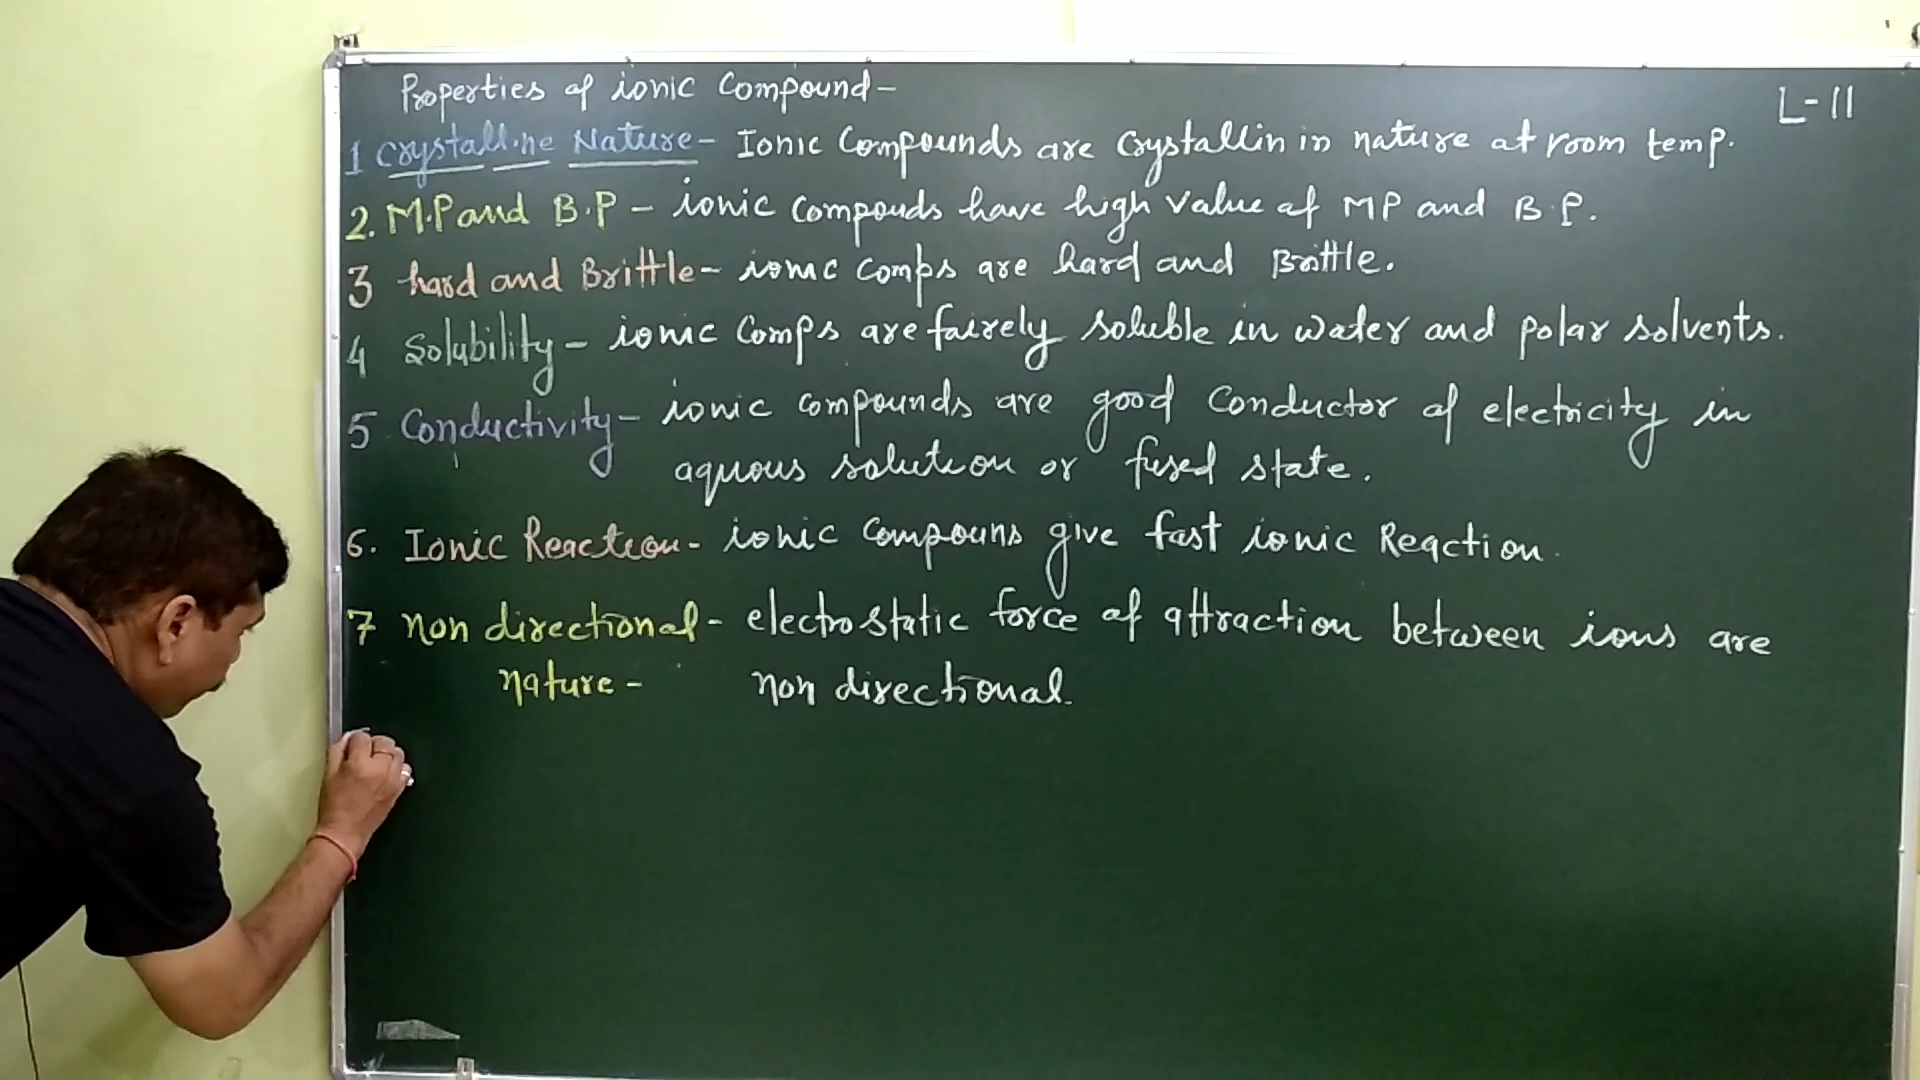 Properties of ionic Compound-
L-11
1 Crystalline Nature- Ionic Compounds are Crystallin in nature at room temp.
2. M.P and B.P - ionic compouds have high value of MP and B.P.
3 hard and Brittle- ionic comps are hard and Brittle.
4 Solubility- ionic Comps are fairely soluble in water and polar solvents.
5 Conductivity- ionic compounds are good Conductor of electricity in
aquous solution or fused state.
6. Ionic Reaction- ionic Compouns give fast ionic Reaction.
7 non directional- electrostatic force of attraction between ions are
nature- non directional.